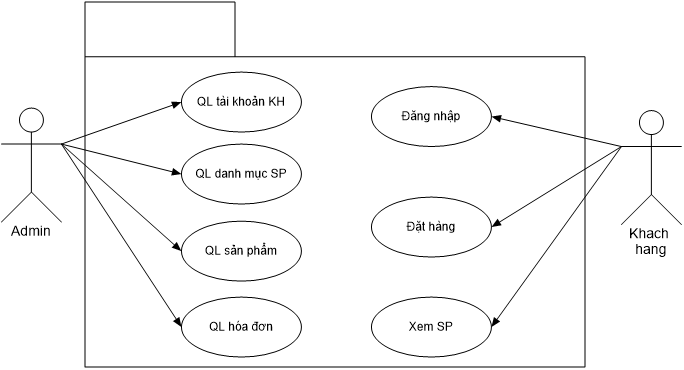 QL tài khoản KH
Đăng nhập
QL danh mục SP
Admin
Đặt hàng
Khach
hang
QL sản phẩm
QL hóa đơn
Xem SP